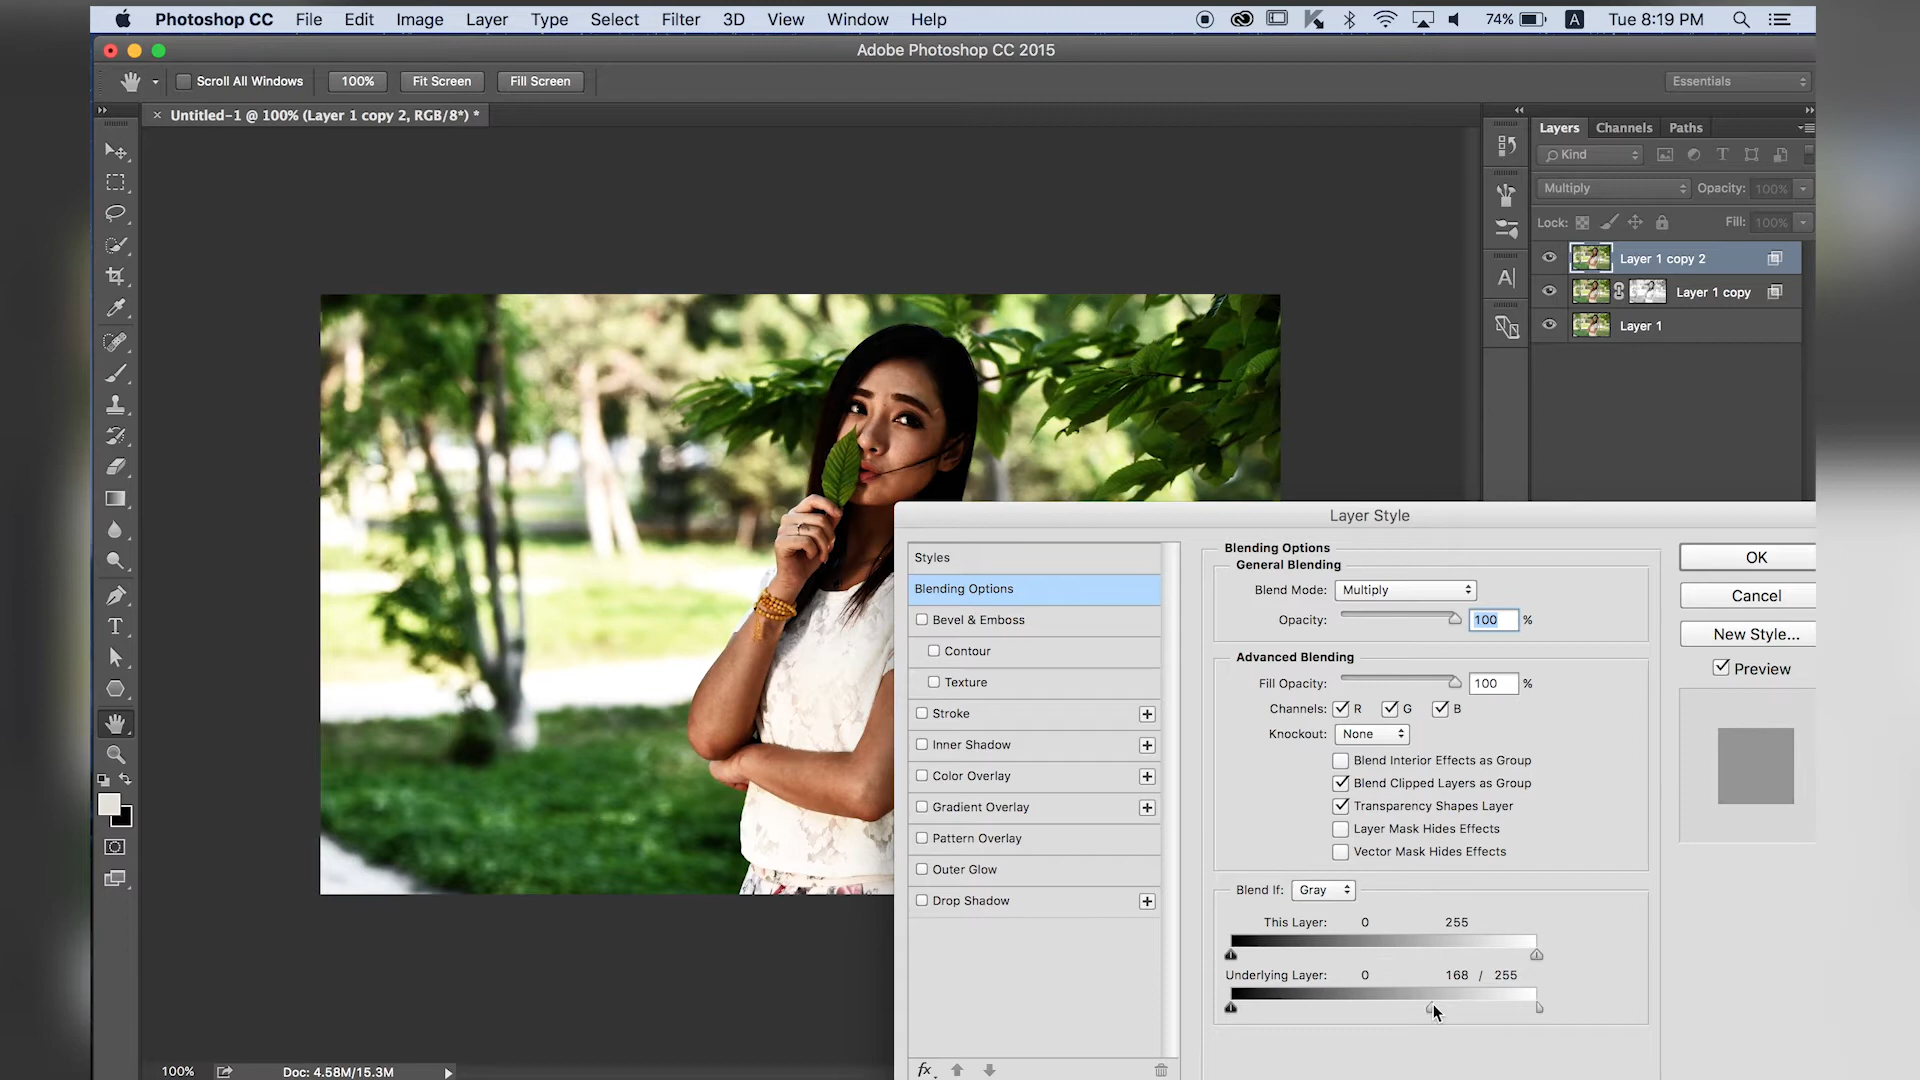 Photoshop CC File Edit Image Layer Type Select Filter 3D View Window Help 74% A Tue 8:19 PM
Adobe Photoshop CC 2015
Scroll All Windows 100% Fit Screen Fill Screen Essentials
Untitled-1 @ 100% (Layer 1 copy 2, RGB/8*) *
Layers Channels Paths
Kind
Multiply Opacity: 100%
Lock: Fill: 100%
Layer 1 copy 2
Layer 1 copy
Layer 1
Layer Style
Styles
Blending Options
Bevel & Emboss
Contour
Texture
Stroke
Inner Shadow
Color Overlay
Gradient Overlay
Pattern Overlay
Outer Glow
Drop Shadow
fx
Blending Options
General Blending
Blend Mode: Multiply
Opacity: 100 %
Advanced Blending
Fill Opacity: 100 %
Channels: R G B
Knockout: None
Blend Interior Effects as Group
Blend Clipped Layers as Group
Transparency Shapes Layer
Layer Mask Hides Effects
Vector Mask Hides Effects
Blend If: Gray
This Layer: 0 255
Underlying Layer: 0 168 / 255
OK
Cancel
New Style...
Preview
100% Doc: 4.58M/15.3M